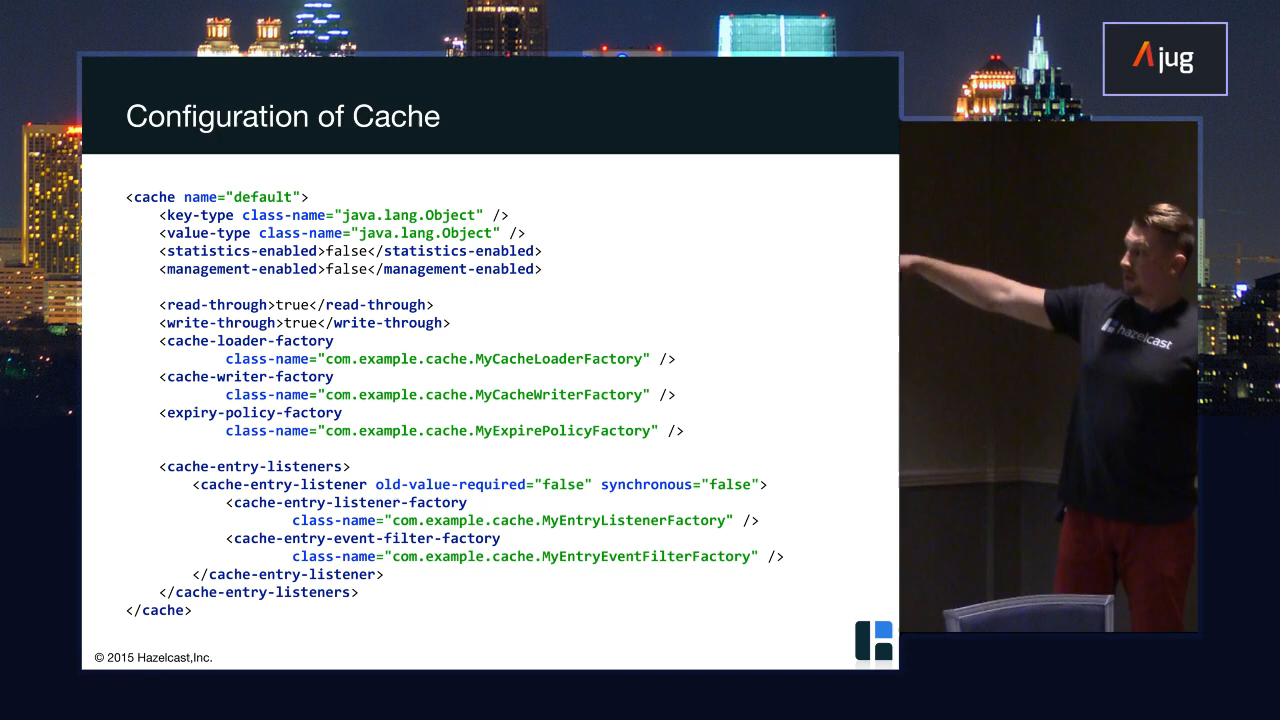 Ajug
Configuration of Cache
<cache name="default">
    <key-type class-name="java.lang.Object" />
    <value-type class-name="java.lang.Object" />
    <statistics-enabled>false</statistics-enabled>
    <management-enabled>false</management-enabled>
    <read-through>true</read-through>
    <write-through>true</write-through>
    <cache-loader-factory
            class-name="com.example.cache.MyCacheLoaderFactory" />
    <cache-writer-factory
            class-name="com.example.cache.MyCacheWriterFactory" />
    <expiry-policy-factory
            class-name="com.example.cache.MyExpirePolicyFactory" />
    <cache-entry-listeners>
        <cache-entry-listener old-value-required="false" synchronous="false">
            <cache-entry-listener-factory
                    class-name="com.example.cache.MyEntryListenerFactory" />
            <cache-entry-event-filter-factory
                    class-name="com.example.cache.MyEntryEventFilterFactory" />
        </cache-entry-listener>
    </cache-entry-listeners>
</cache>
© 2015 Hazelcast,Inc.
hazelcast